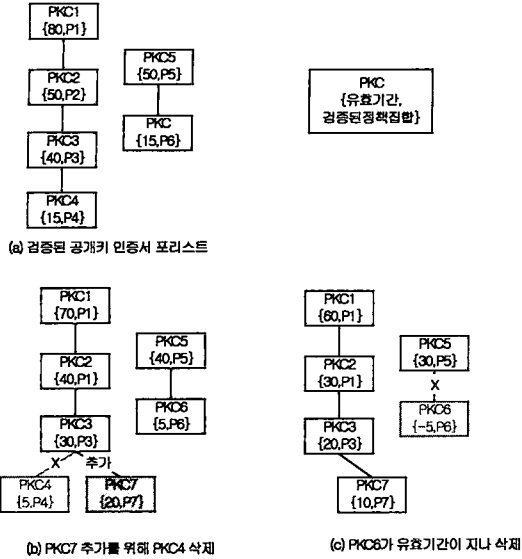 PKC1
{80,P1}
PKC2
{50,P2}
PKC3
{40,P3}
PKC4
{15,P4}
PKC5
{50,P5}
PKC
{15,P6}
PKC
{유효기간,
검증된정책집합}
(a) 검증된 공개키 인증서 포리스트
PKC1
{70,P1}
PKC2
{40,P1}
PKC3
{30,P3}
X
추가
PKC4
{5,P4}
PKC7
{20,P7}
PKC5
{40,P5}
PKC6
{5,P6}
(b) PKC7 추가를 위해 PKC4 삭제
PKC1
{60,P1}
PKC2
{30,P1}
PKC3
{20,P3}
PKC7
{10,P7}
PKC5
{30,P5}
X
PKC6
{-5,P6}
(c) PKC6가 유효기간이 지나 삭제